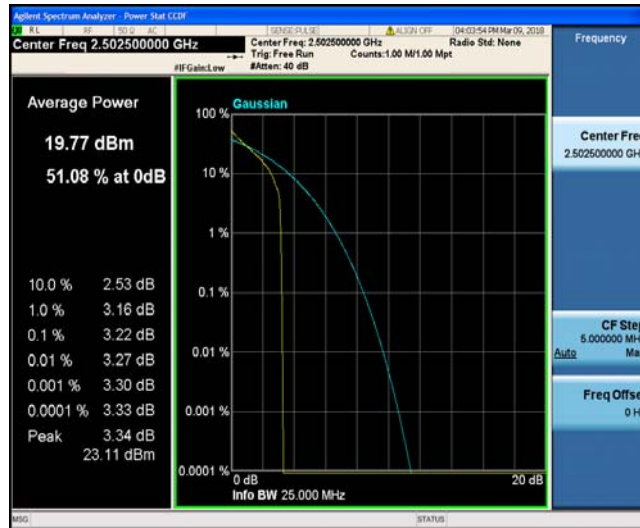 Agilent Spectrum Analyzer - Power Stat CCDF
RL RF 50 Ω AC SENSE:PULSE ALIGN OFF 04:03:54 PM Mar 09, 2018
Center Freq 2.502500000 GHz
Center Freq: 2.502500000 GHz Radio Std: None
Trig: Free Run Counts:1.00 M/1.00 Mpt
#IFGain:Low #Atten: 40 dB
Frequency
Average Power
19.77 dBm
51.08 % at 0dB
10.0 % 2.53 dB
1.0 % 3.16 dB
0.1 % 3.22 dB
0.01 % 3.27 dB
0.001 % 3.30 dB
0.0001 % 3.33 dB
Peak 3.34 dB
23.11 dBm
Gaussian
100 %
10 %
1 %
0.1 %
0.01 %
0.001 %
0.0001 %
0 dB 20 dB
Info BW 25.000 MHz
Center Fre
2.502500000 GH
CF Step
5.000000 MH
Auto Ma
Freq Offse
0 H
MSG STATUS